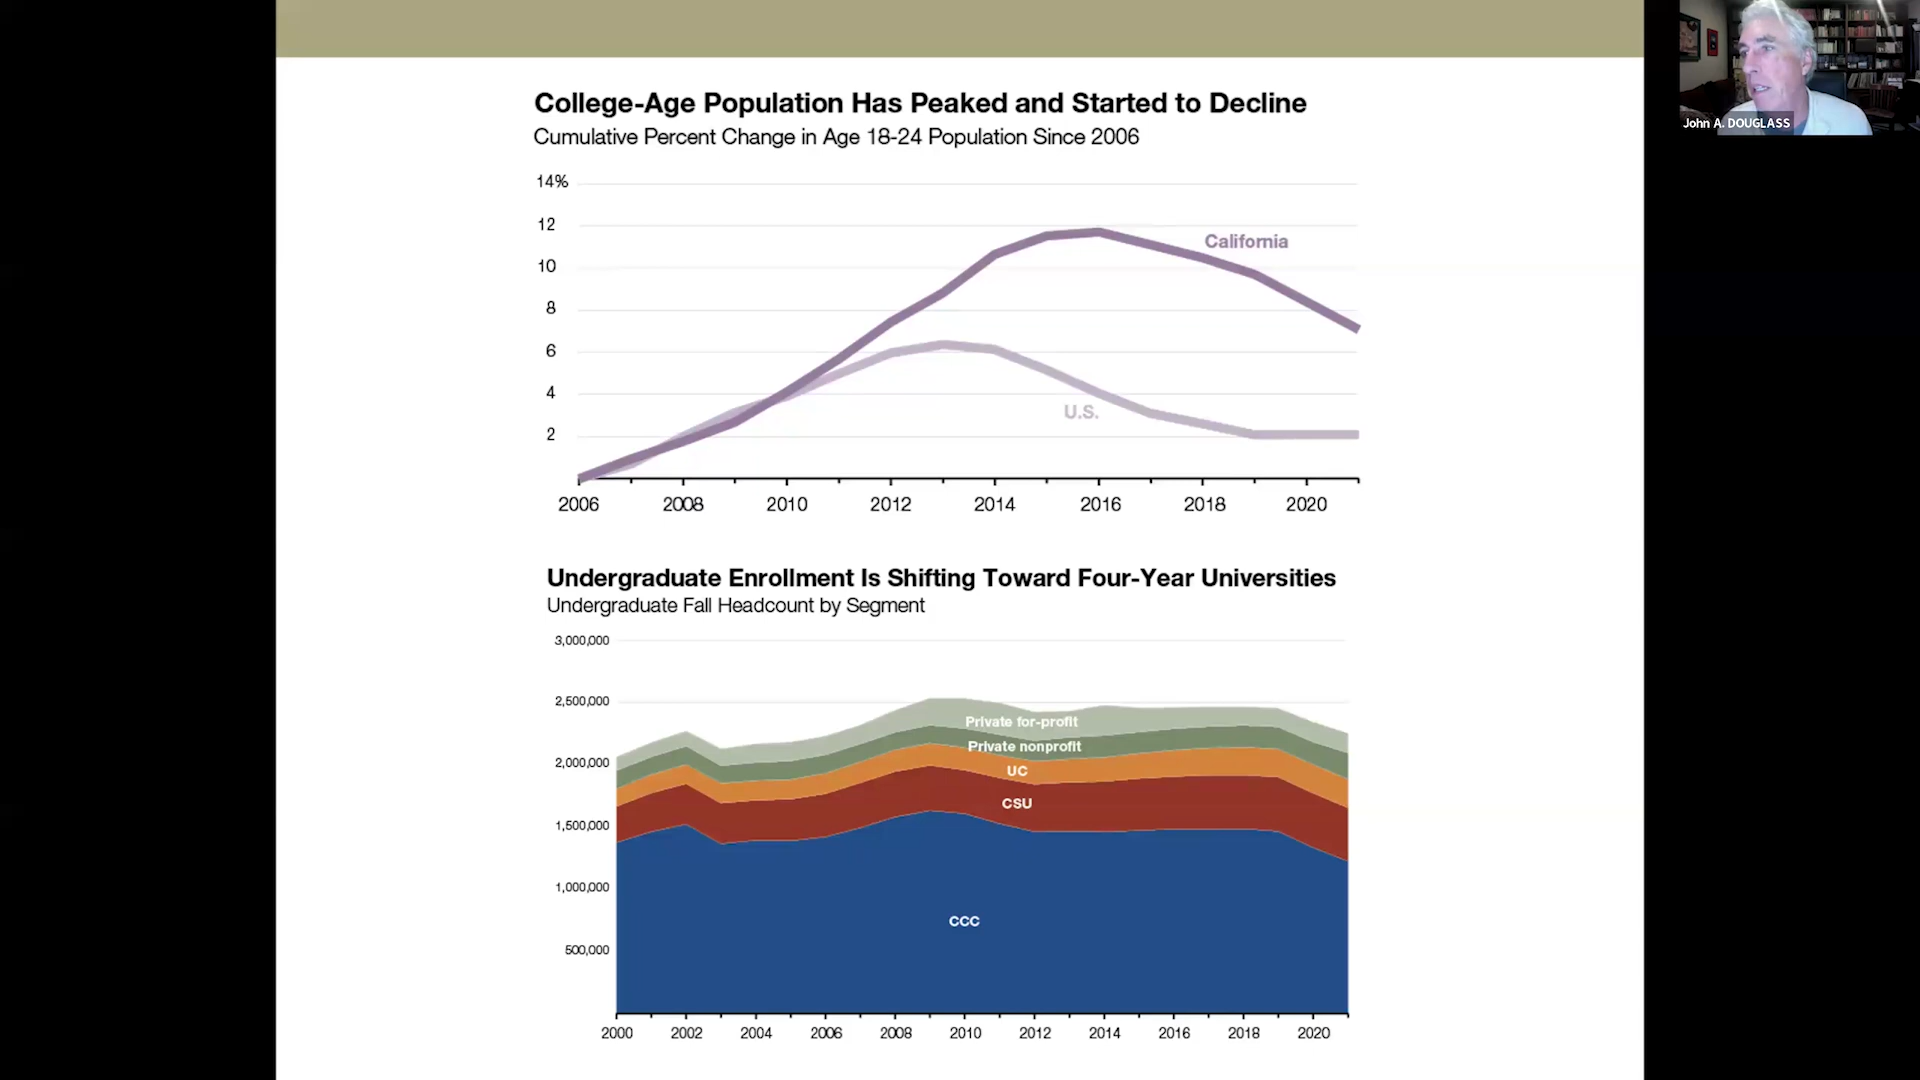 College-Age Population Has Peaked and Started to Decline
Cumulative Percent Change in Age 18-24 Population Since 2006
14%
12
10
8
6
4
2
California
U.S.
2006 2008 2010 2012 2014 2016 2018 2020
Undergraduate Enrollment Is Shifting Toward Four-Year Universities
Undergraduate Fall Headcount by Segment
3,000,000
2,500,000
2,000,000
1,500,000
1,000,000
500,000
Private for-profit
Private nonprofit
UC
CSU
CCC
2000 2002 2004 2006 2008 2010 2012 2014 2016 2018 2020
John A. DOUGLASS